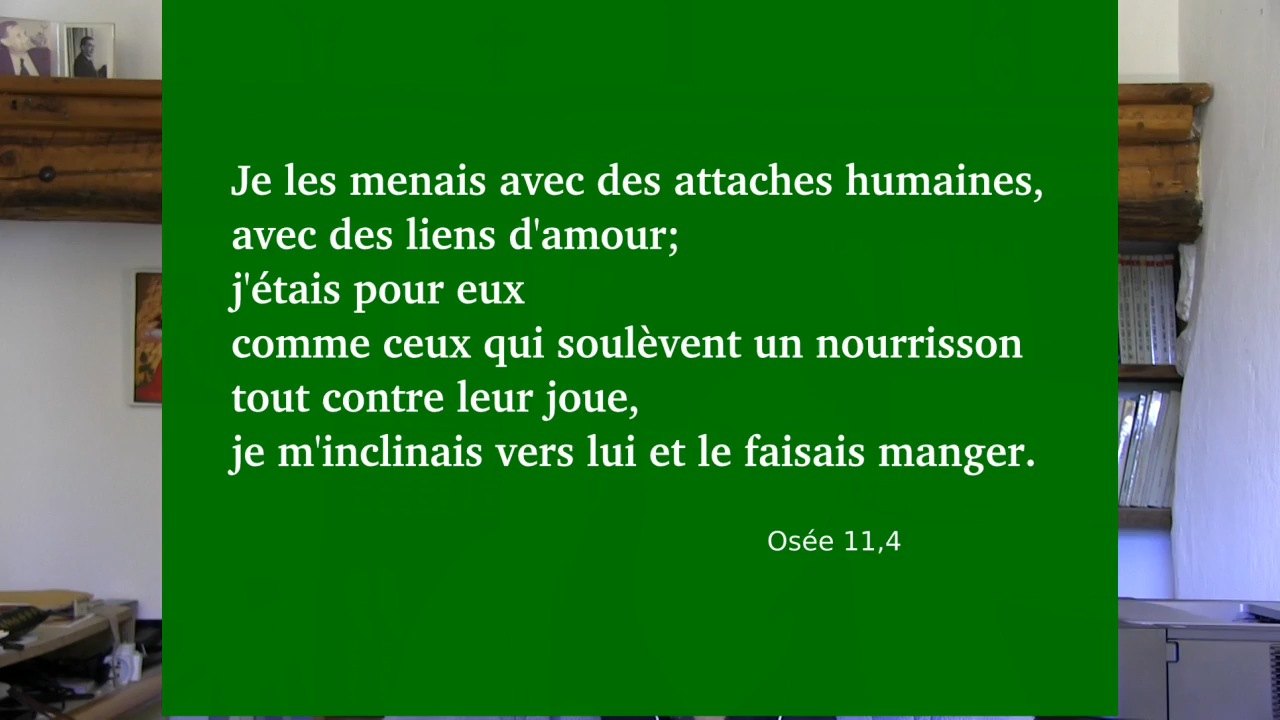 Je les menais avec des attaches humaines,
avec des liens d'amour;
j'étais pour eux
comme ceux qui soulèvent un nourrisson
tout contre leur joue,
je m'inclinais vers lui et le faisais manger.
Osée 11,4